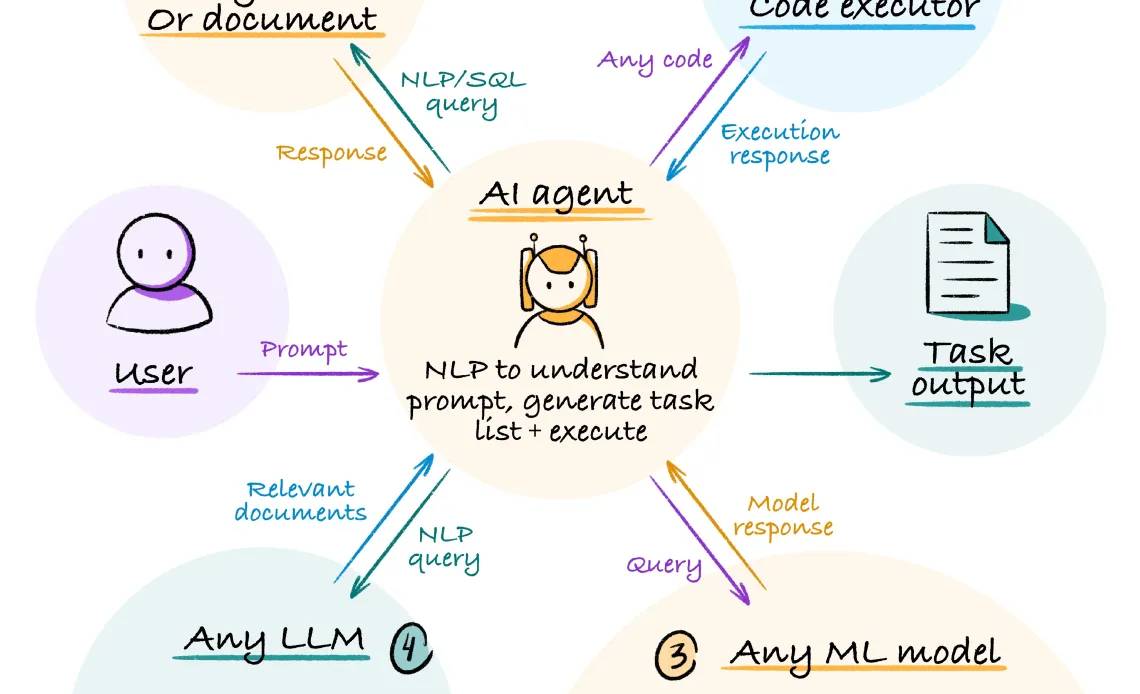 Or document
Code executor
Any code
NLP/SQL
query
Execution
response
Response
AI agent
User
Prompt
NLP to understand
prompt, generate task
list + execute
Task
output
Relevant
documents
NLP
query
Model
response
Query
Any LLM
4
3
Any ML model